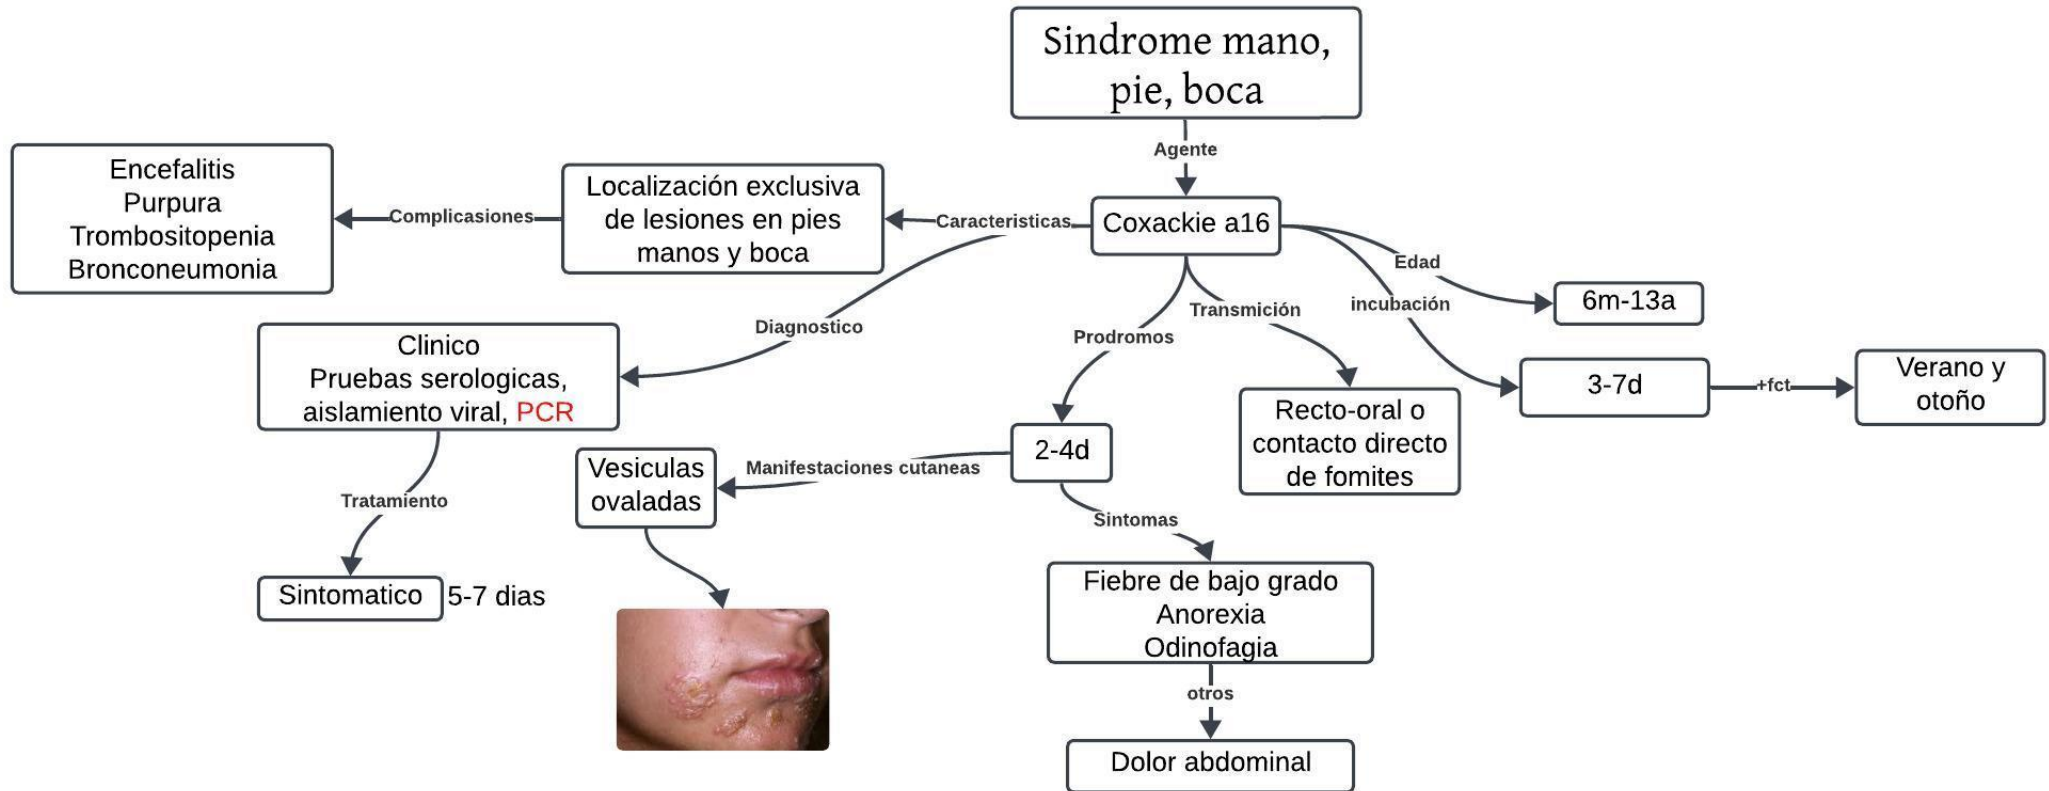 Sindrome mano,
pie, boca
Agente
Coxackie a16
Caracteristicas
Localización exclusiva
de lesiones en pies
manos y boca
Complicasiones
Encefalitis
Purpura
Trombositopenia
Bronconeumonia
Diagnostico
Clinico
Pruebas serologicas,
aislamiento viral, PCR
Tratamiento
Sintomatico
5-7 dias
Prodromos
2-4d
Manifestaciones cutaneas
Vesiculas
ovaladas
Sintomas
Fiebre de bajo grado
Anorexia
Odinofagia
otros
Dolor abdominal
Transmición
Recto-oral o
contacto directo
de fomites
Edad
6m-13a
incubación
3-7d
+fct
Verano y
otoño